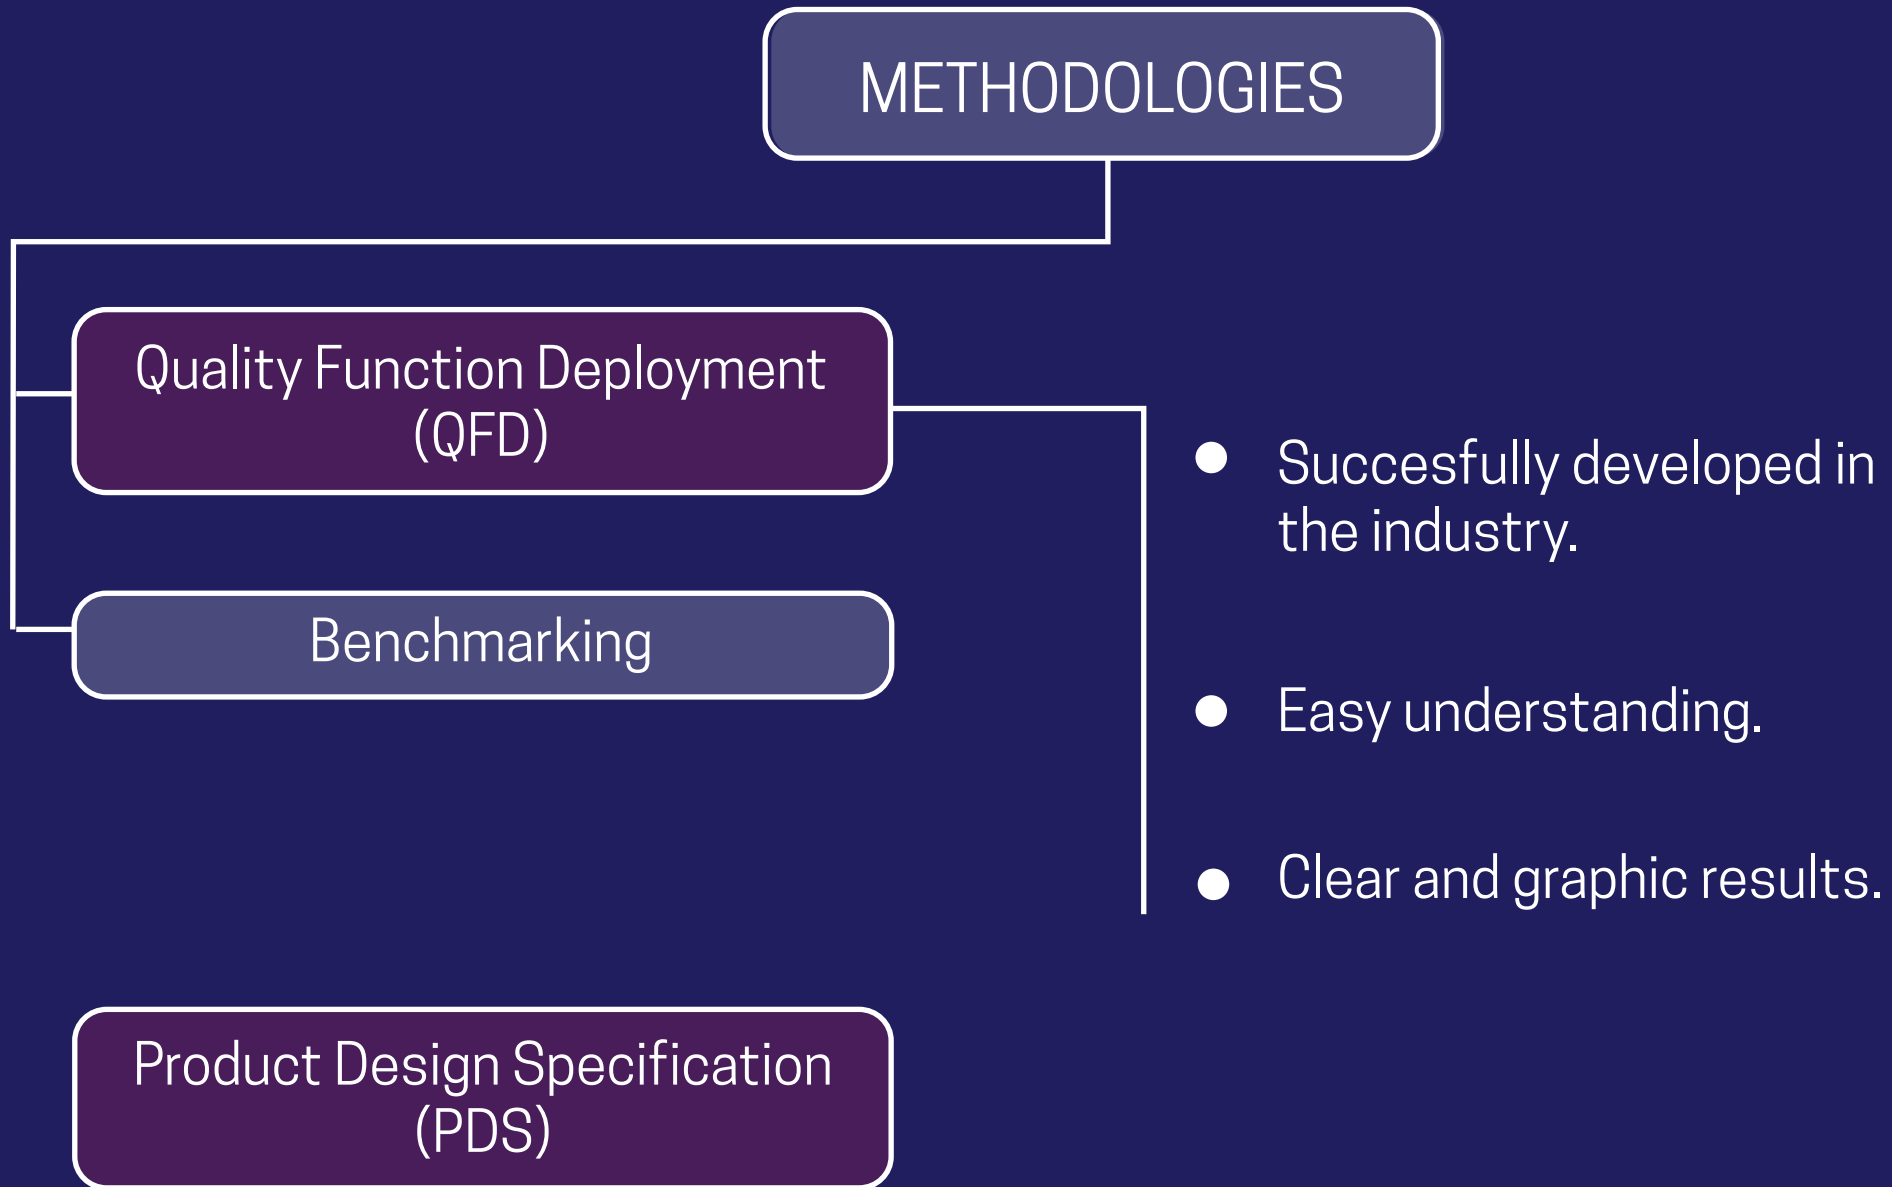 METHODOLOGIES
Quality Function Deployment
(QFD)
Benchmarking
Succesfully developed in
the industry.
Easy understanding.
Clear and graphic results.
Product Design Specification
(PDS)